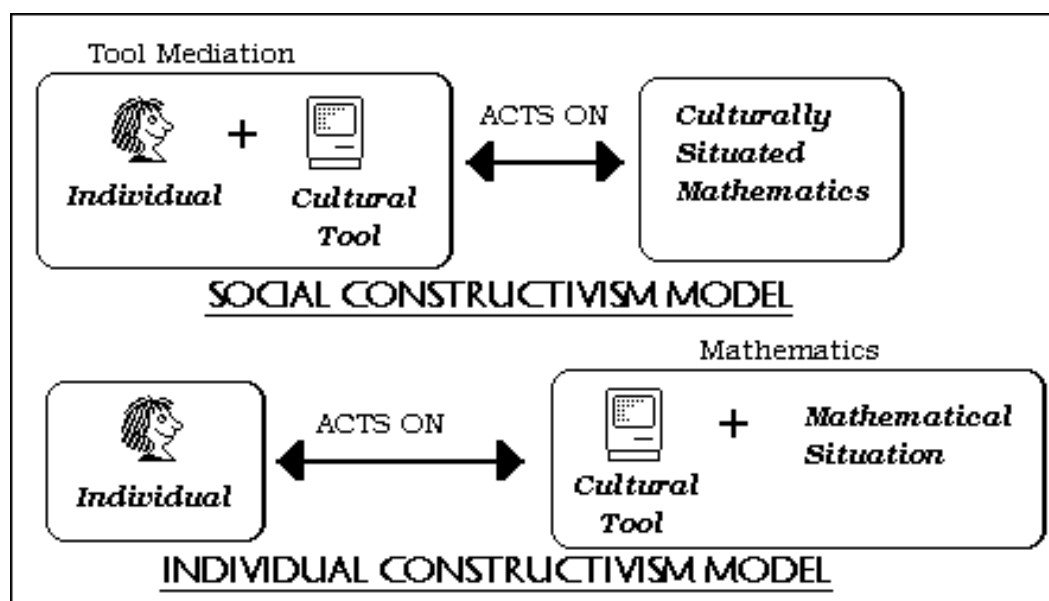 Tool Mediation
+
ACTS ON
Individual
Cultural
Tool
Culturally
Situated
Mathematics
SOCIAL CONSTRUCTIVISM MODEL
Mathematics
Individual
ACTS ON
+
Cultural
Tool
Mathematical
Situation
INDIVIDUAL CONSTRUCTIVISM MODEL